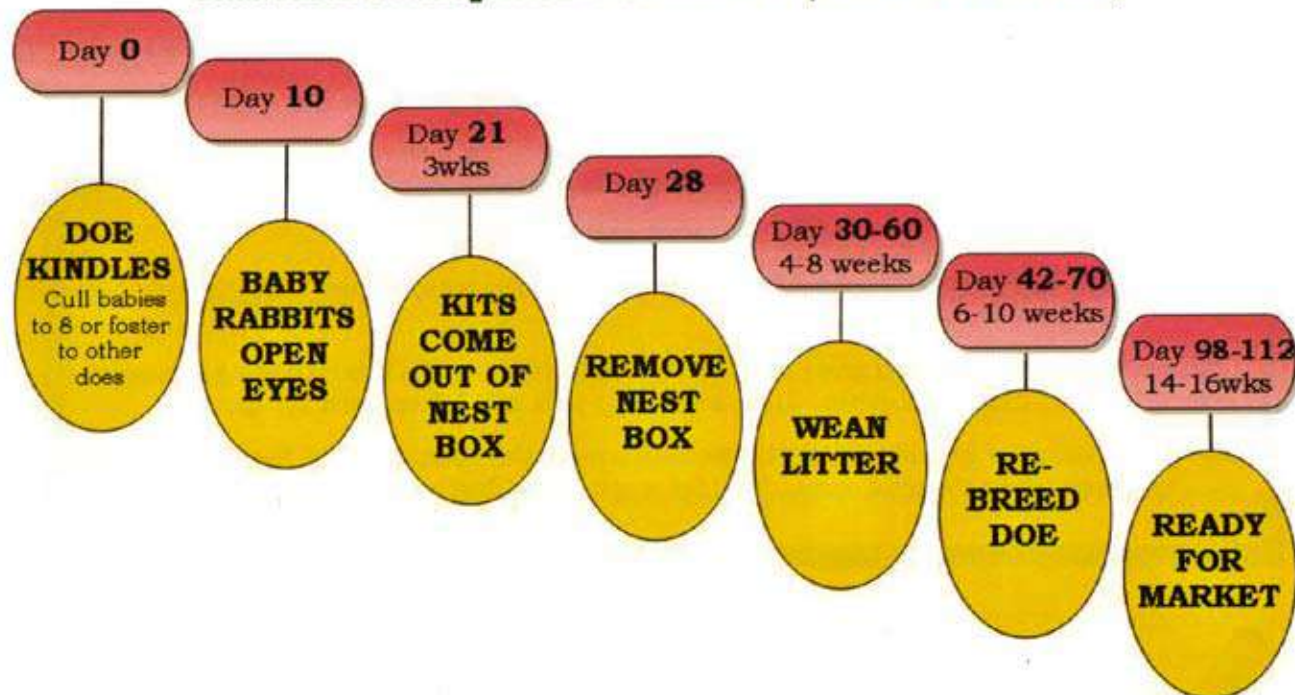 Day 0
DOE
KINDLES
Cull babies
to 8 or foster
to other
does
Day 10
BABY
RABBITS
OPEN
EYES
Day 21
3wks
KITS
COME
OUT OF
NEST
BOX
Day 28
REMOVE
NEST
BOX
Day 30-60
4-8 weeks
WEAN
LITTER
Day 42-70
6-10 weeks
RE-
BREED
DOE
Day 98-112
14-16wks
READY
FOR
MARKET